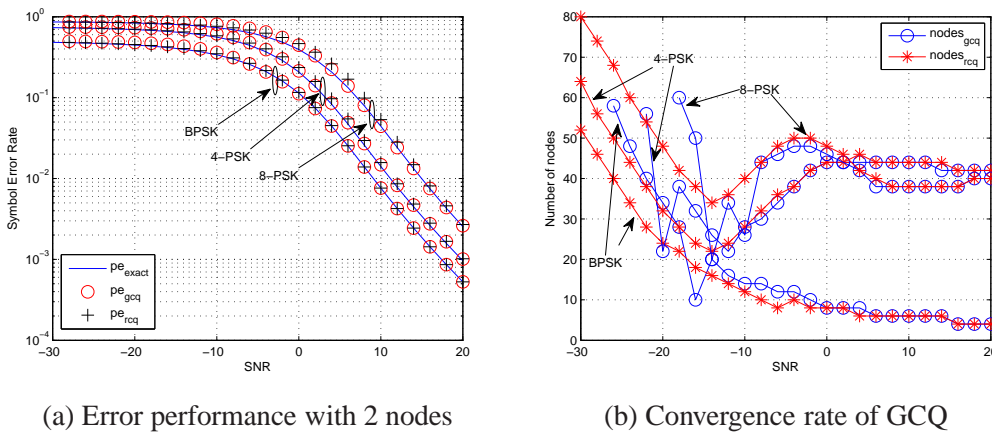 10^0
10^-1
10^-2
10^-3
10^-4
Symbol Error Rate
BPSK
4-PSK
8-PSK
pe_exact
pe_gcq
pe_rcq
-30 -20 -10 0 10 20
SNR
(a) Error performance with 2 nodes
80
70
60
50
40
30
20
10
0
Number of nodes
4-PSK
8-PSK
BPSK
nodes_gcq
nodes_rcq
-30 -20 -10 0 10 20
SNR
(b) Convergence rate of GCQ